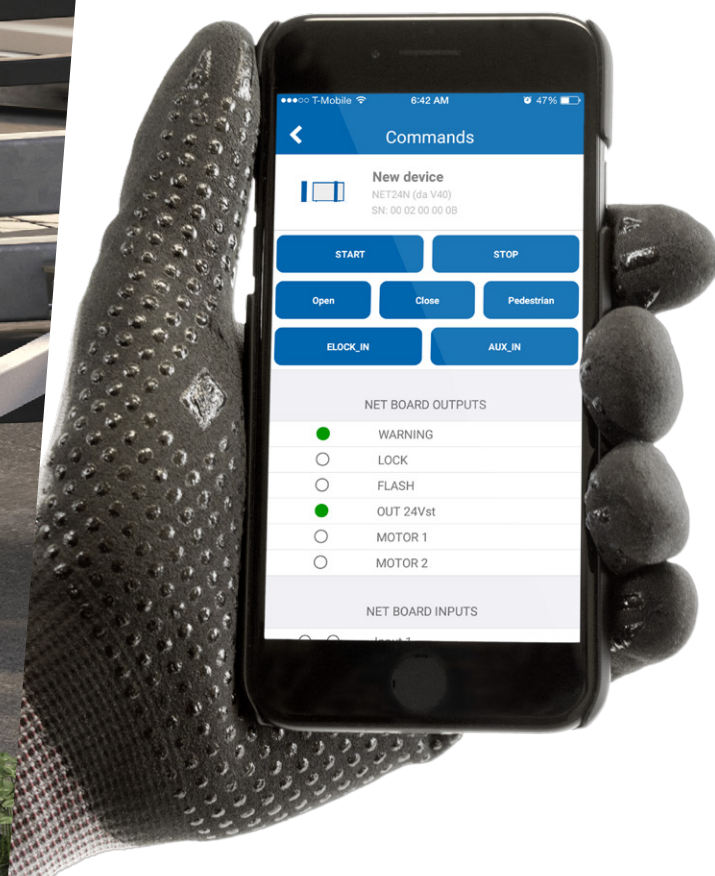 ●●●○○ T-Mobile 6:42 AM 47%
Commands
New device
NET24N (da V40)
SN: 00 02 00 00 0B
START STOP
Open Close Pedestrian
ELOCK_IN AUX_IN
NET BOARD OUTPUTS
WARNING
LOCK
FLASH
OUT 24Vst
MOTOR 1
MOTOR 2
NET BOARD INPUTS